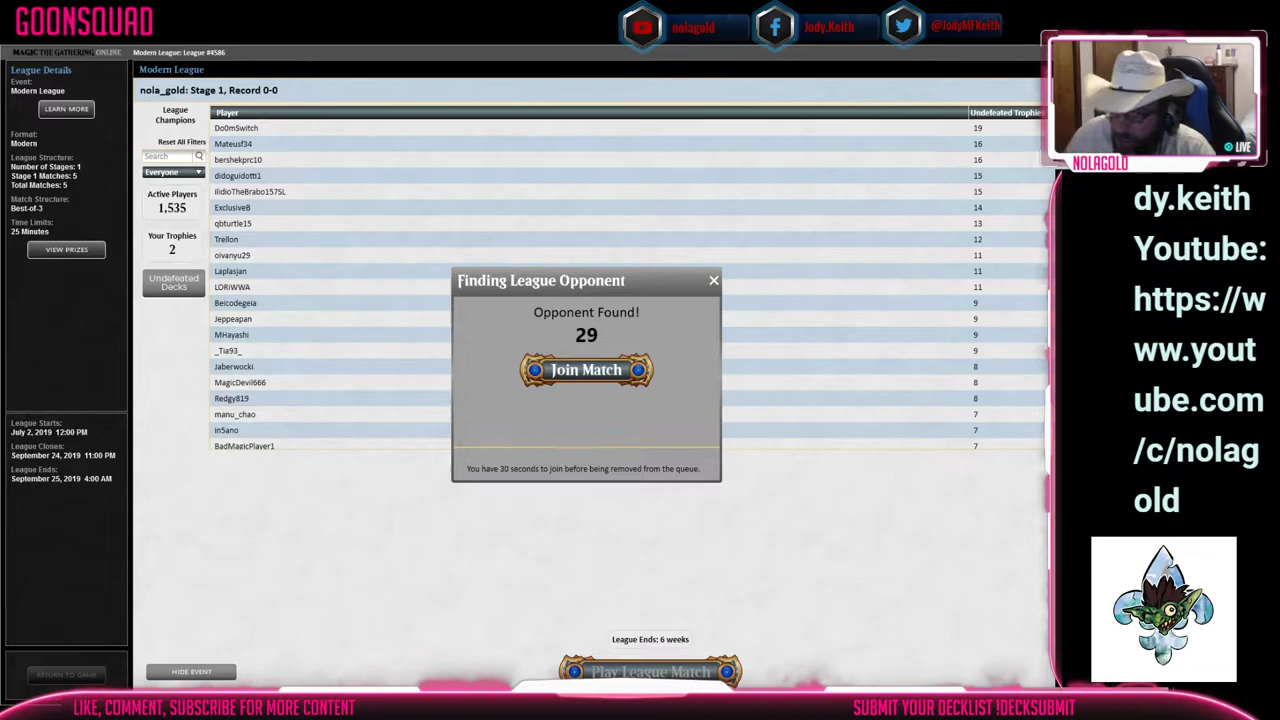 GOONSQUAD
nolagold
Jody.Keith
@JodyMFKeith
MAGIC THE GATHERING ONLINE
Modern League: League #4586
League Details
Event:
Modern League
LEARN MORE
Format:
Modern
League Structure:
Number of Stages: 1
Stage 1 Matches: 5
Total Matches: 5
Match Structure:
Best-of-3
Time Limits:
25 Minutes
VIEW PRIZES
League Starts:
July 2, 2019 12:00 PM
League Closes:
September 24, 2019 11:00 PM
League Ends:
September 25, 2019 4:00 AM
RETURN TO GAME
Modern League
nola_gold: Stage 1, Record 0-0
League
Champions
Reset All Filters
Search
Everyone
Active Players
1,535
Your Trophies
2
Undefeated
Decks
Player Undefeated Trophies
Do0mSwitch 19
Mateusf34 16
bershekprc10 16
didoguidotti1 15
ilidioTheBrabo157SL 15
ExclusiveB 14
qbturtle15 13
Trellon 12
oivanyu29 11
Laplasjan 11
LORiWWA 11
Beicodegeia 9
Jeppeapan 9
MHayashi 9
_Tia93_ 9
Jaberwocki 8
MagicDevil666 8
Redgy819 8
manu_chao 7
in5ano 7
BadMagicPlayer1 7
Finding League Opponent
Opponent Found!
29
Join Match
You have 30 seconds to join before being removed from the queue.
League Ends: 6 weeks
Play League Match
HIDE EVENT
LIVE
NOLAGOLD
dy.keith
Youtube:
https://w
ww.yout
ube.com
/c/nolag
old
LIKE, COMMENT, SUBSCRIBE FOR MORE CONTENT
SUBMIT YOUR DECKLIST !DECKSUBMIT